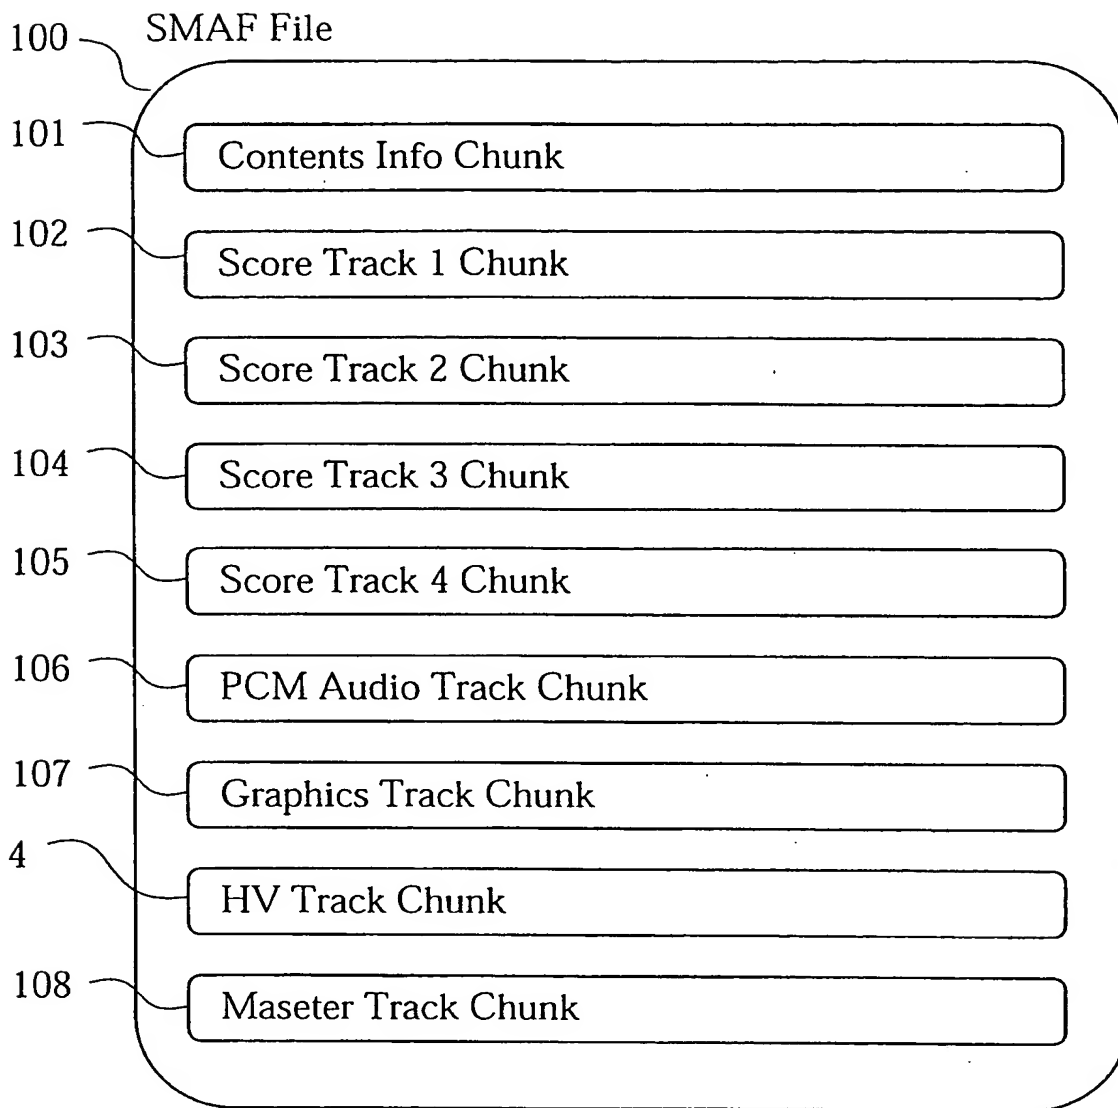 SMAF File
100
101 Contents Info Chunk
102 Score Track 1 Chunk
103 Score Track 2 Chunk
104 Score Track 3 Chunk
105 Score Track 4 Chunk
106 PCM Audio Track Chunk
107 Graphics Track Chunk
4 HV Track Chunk
108 Maseter Track Chunk